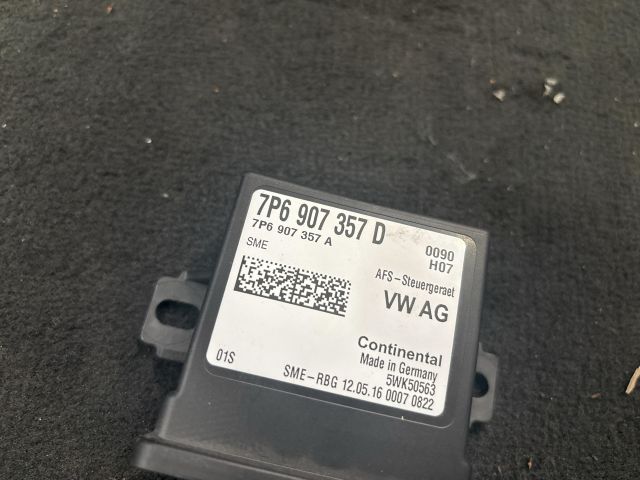 7P6 907 357 D
7P6 907 357 A
0090
H07
SME
AFS-Steuergeraet
VW AG
Continental
Made in Germany
5WK50563
01S
SME-RBG 12.05.16 0007 0822